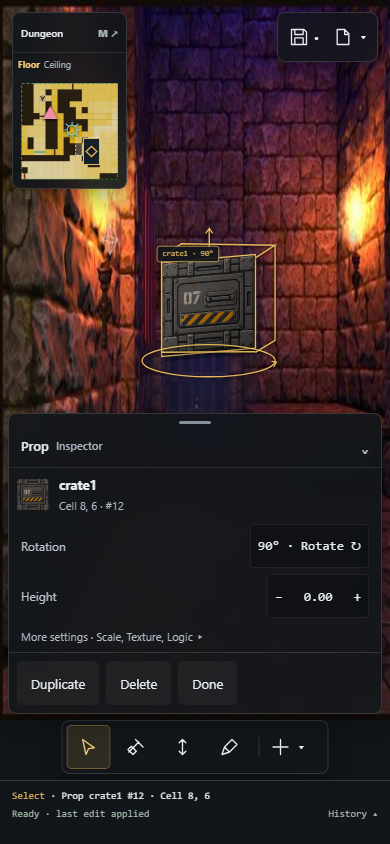 Dungeon M ↗
Floor Ceiling
Y
crate1 · 90°
07
Prop Inspector
crate1
Cell 8, 6 · #12
Rotation 90° · Rotate ↻
Height − 0.00 +
More settings · Scale, Texture, Logic ▸
Duplicate Delete Done
Select · Prop crate1 #12 · Cell 8, 6
Ready · last edit applied History ▴